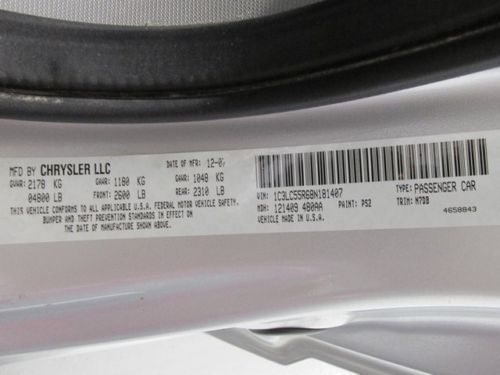 MFD BY CHRYSLER LLC DATE OF MFR: 12-07
GVWR: 2178 KG GAWR: 1180 KG GAWR: 1048 KG
04800 LB FRONT: 2600 LB REAR: 2310 LB
THIS VEHICLE CONFORMS TO ALL APPLICABLE U.S.A. FEDERAL MOTOR VEHICLE SAFETY,
BUMPER AND THEFT PREVENTION STANDARDS IN EFFECT ON
THE DATE OF MANUFACTURE SHOWN ABOVE.
VIN: 1C3LC55R68N181407 TYPE: PASSENGER CAR
MDH: 121409 480AA PAINT: PS2 TRIM: M7DB
VEHICLE MADE IN U.S.A. 4658843